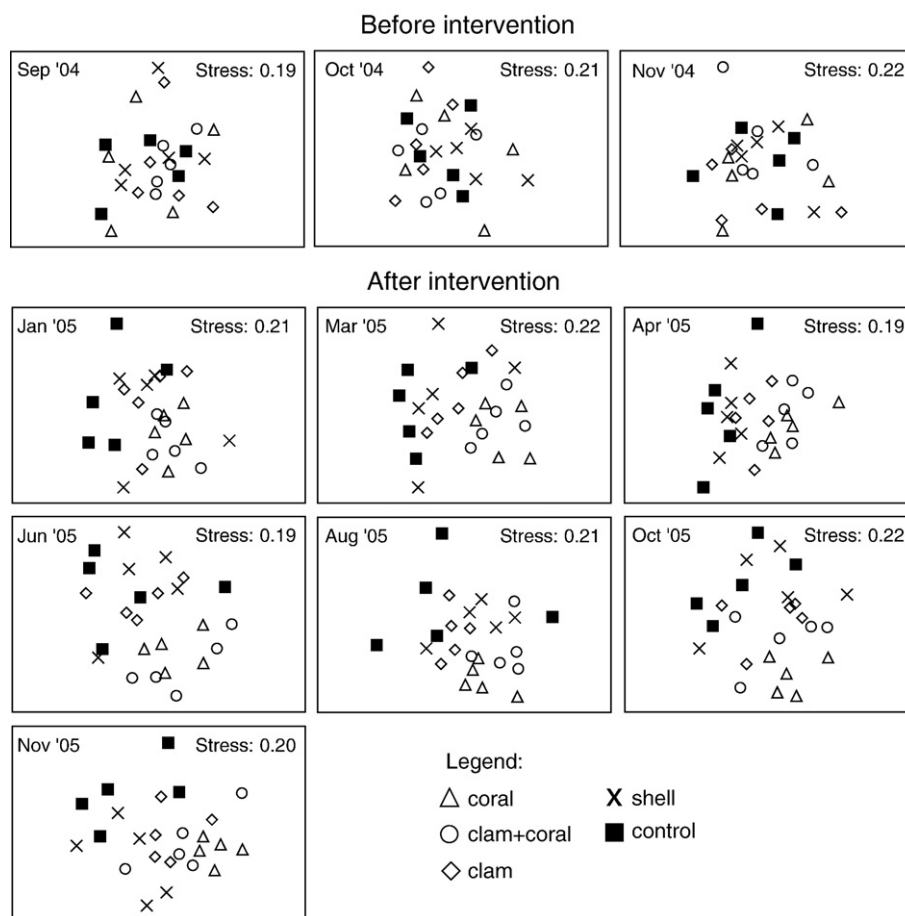 Before intervention
Sep '04 Stress: 0.19
Oct '04 Stress: 0.21
Nov '04 Stress: 0.22
After intervention
Jan '05 Stress: 0.21
Mar '05 Stress: 0.22
Apr '05 Stress: 0.19
Jun '05 Stress: 0.19
Aug '05 Stress: 0.21
Oct '05 Stress: 0.22
Nov '05 Stress: 0.20
Legend:
coral
shell
clam+coral
control
clam